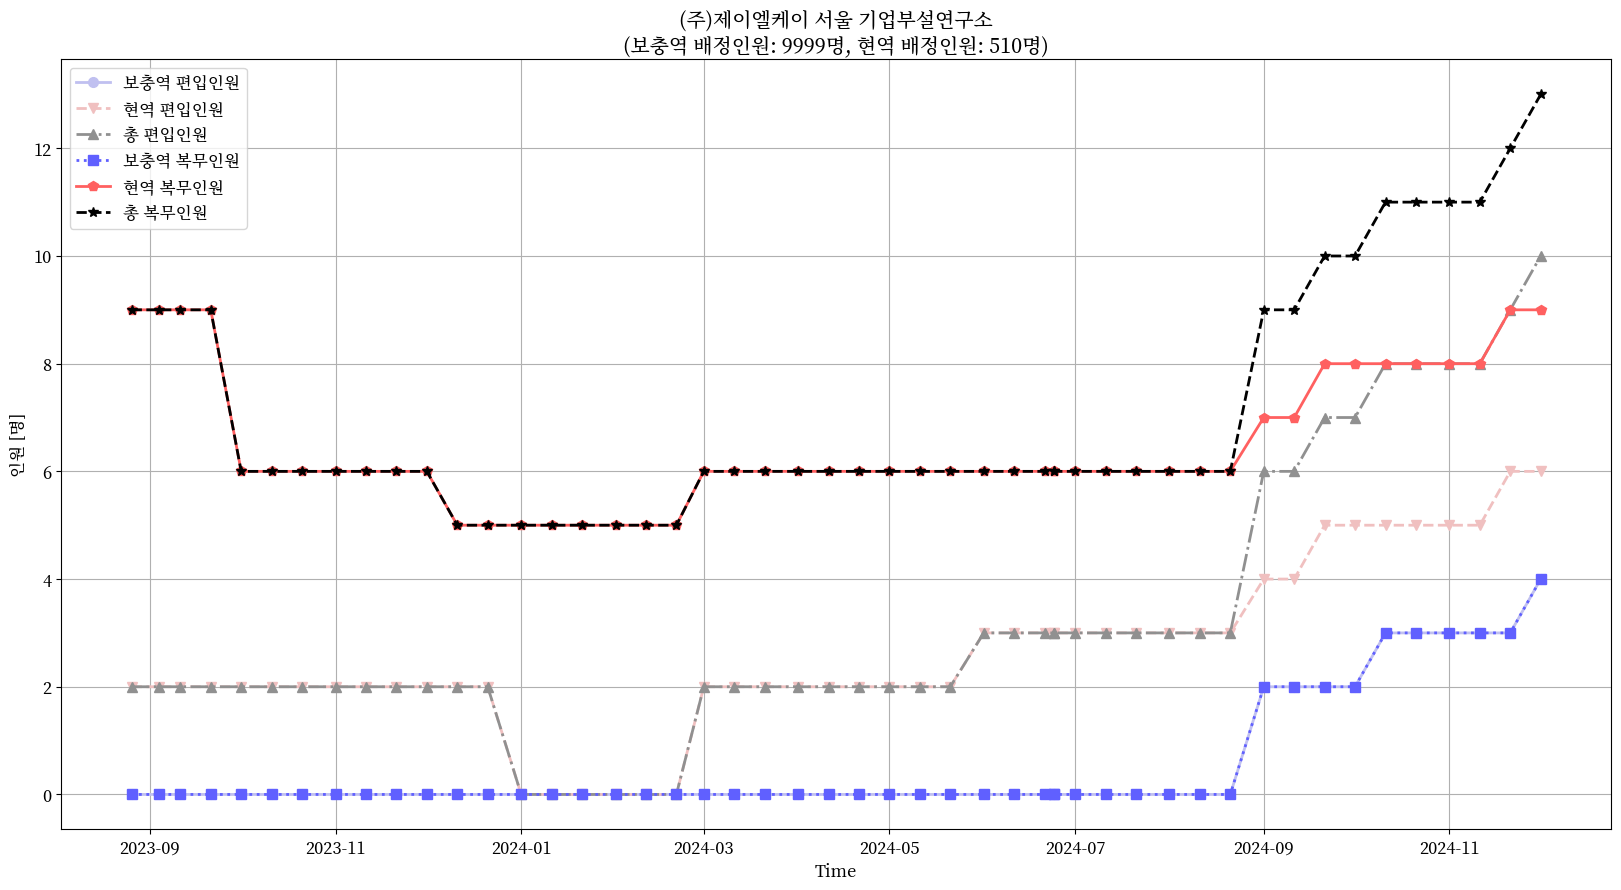 (주)제이엘케이 서울 기업부설연구소
(보충역 배정인원: 9999명, 현역 배정인원: 510명)
보충역 편입인원
현역 편입인원
총 편입인원
보충역 복무인원
현역 복무인원
총 복무인원
인원 [명]
12
10
8
6
4
2
0
2023-09
2023-11
2024-01
2024-03
2024-05
2024-07
2024-09
2024-11
Time